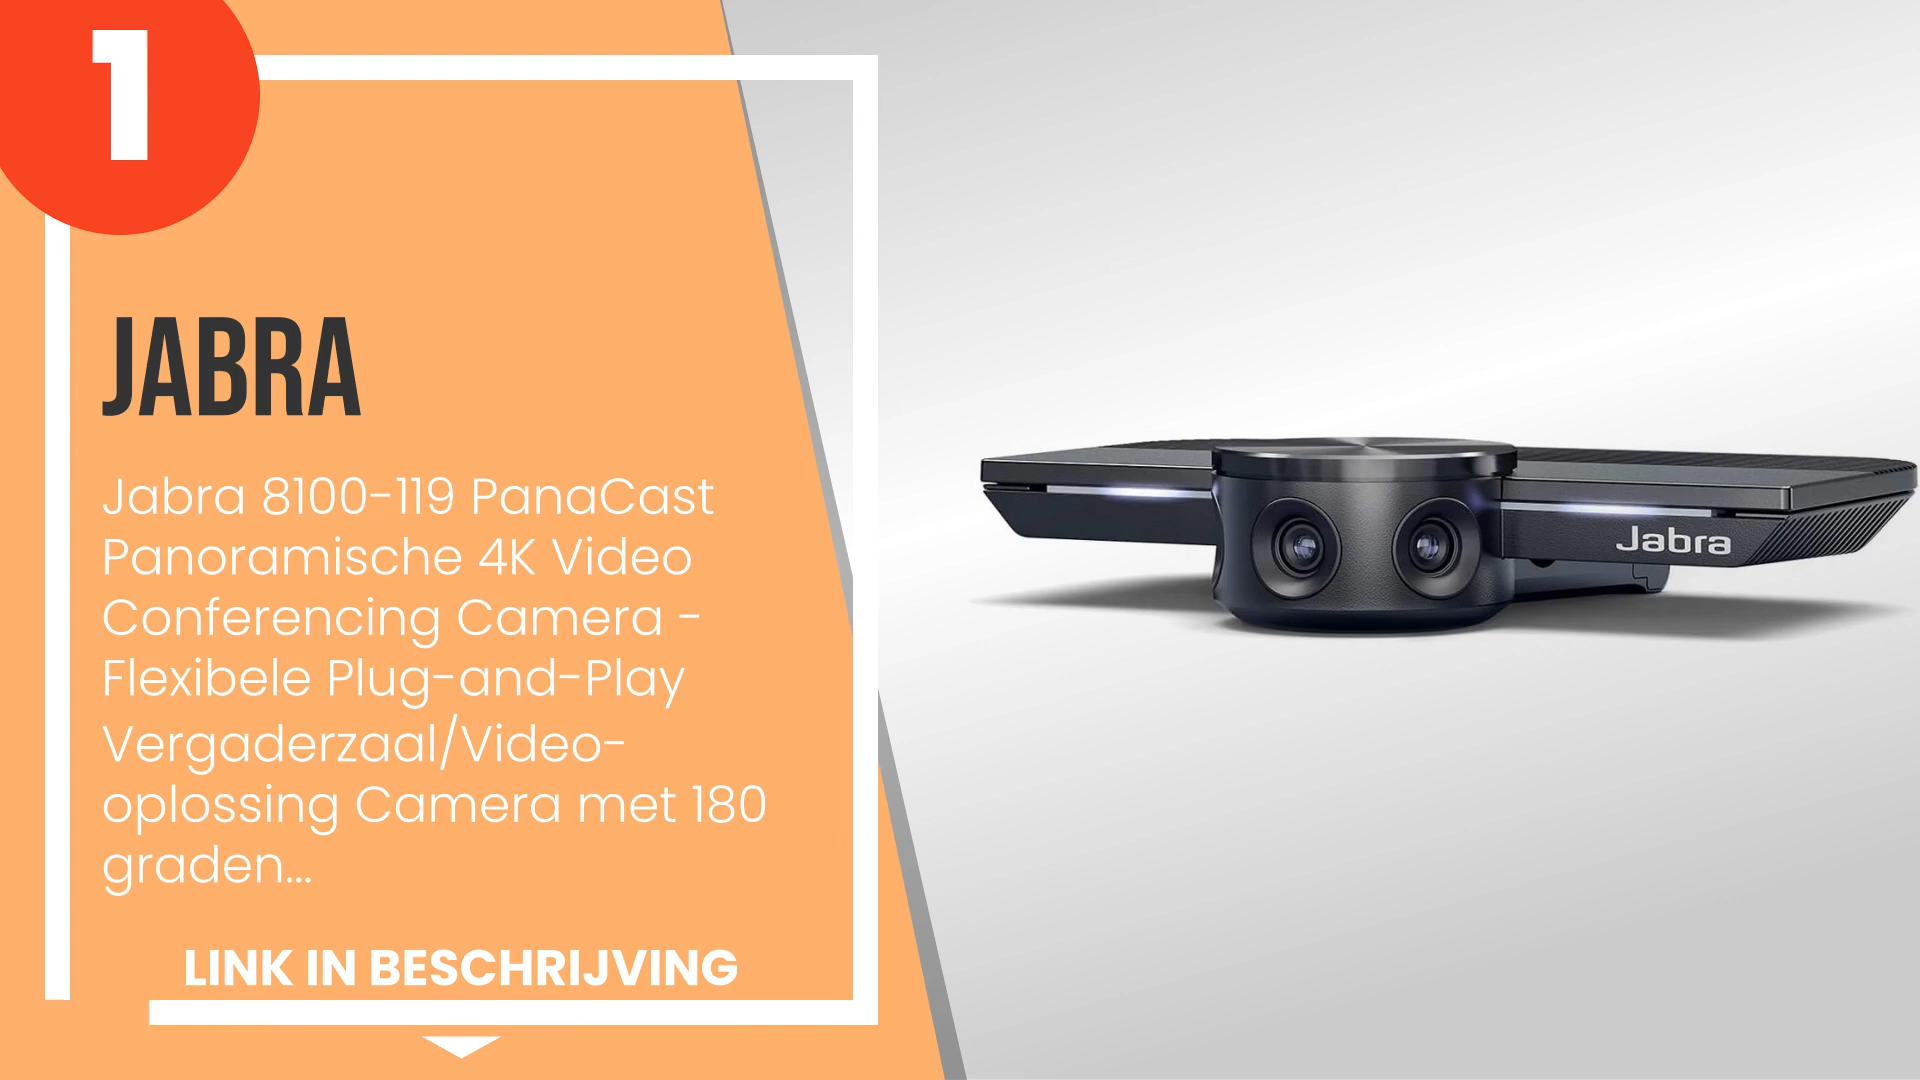 1
JABRA
Jabra 8100-119 PanaCast
Panoramische 4K Video
Conferencing Camera -
Flexibele Plug-and-Play
Vergaderzaal/Video-
oplossing Camera met 180
graden...
LINK IN BESCHRIJVING
Jabra